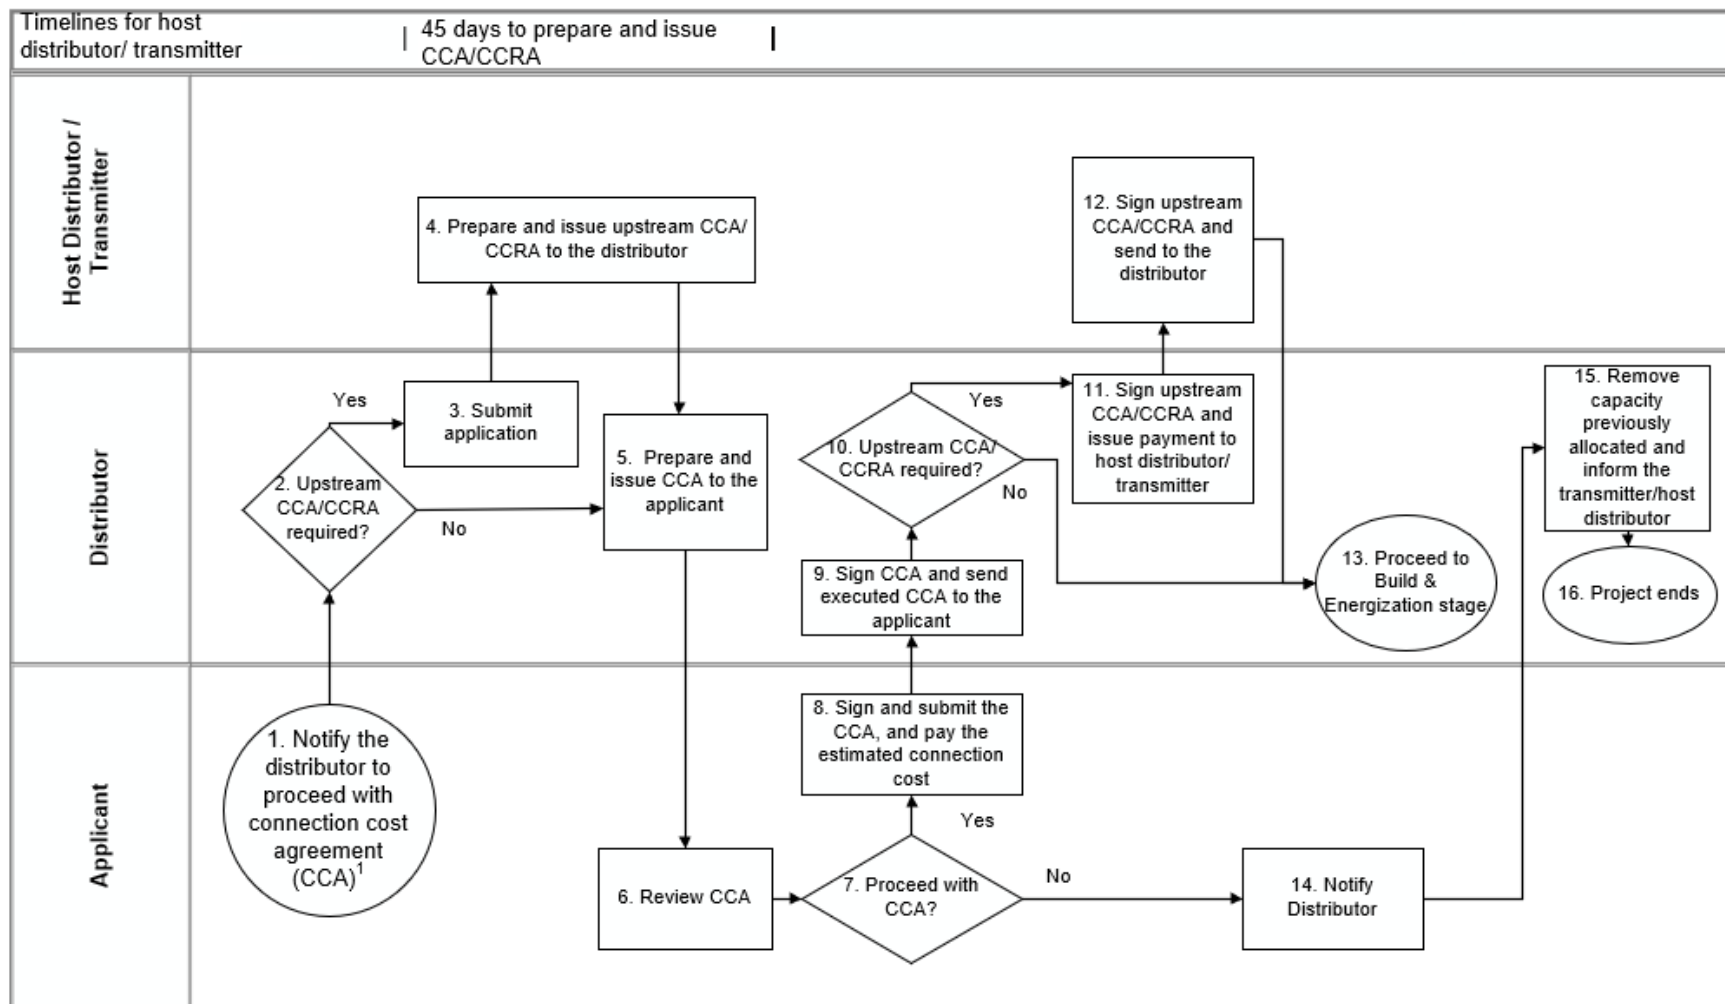 Timelines for host
distributor/ transmitter
45 days to prepare and issue
CCA/CCRA
Host Distributor /
Transmitter
4. Prepare and issue upstream CCA/
CCRA to the distributor
12. Sign upstream
CCA/CCRA and
send to the
distributor
Distributor
Yes
3. Submit
application
2. Upstream
CCA/CCRA
required?
No
5. Prepare and
issue CCA to the
applicant
10. Upstream CCA/
CCRA required?
Yes
No
11. Sign upstream
CCA/CCRA and
issue payment to
host distributor/
transmitter
9. Sign CCA and send
executed CCA to the
applicant
13. Proceed to
Build &
Energization stage
15. Remove
capacity
previously
allocated and
inform the
transmitter/host
distributor
16. Project ends
Applicant
1. Notify the
distributor to
proceed with
connection cost
agreement
(CCA)1
6. Review CCA
7. Proceed with
CCA?
Yes
8. Sign and submit the
CCA, and pay the
estimated connection
cost
No
14. Notify
Distributor